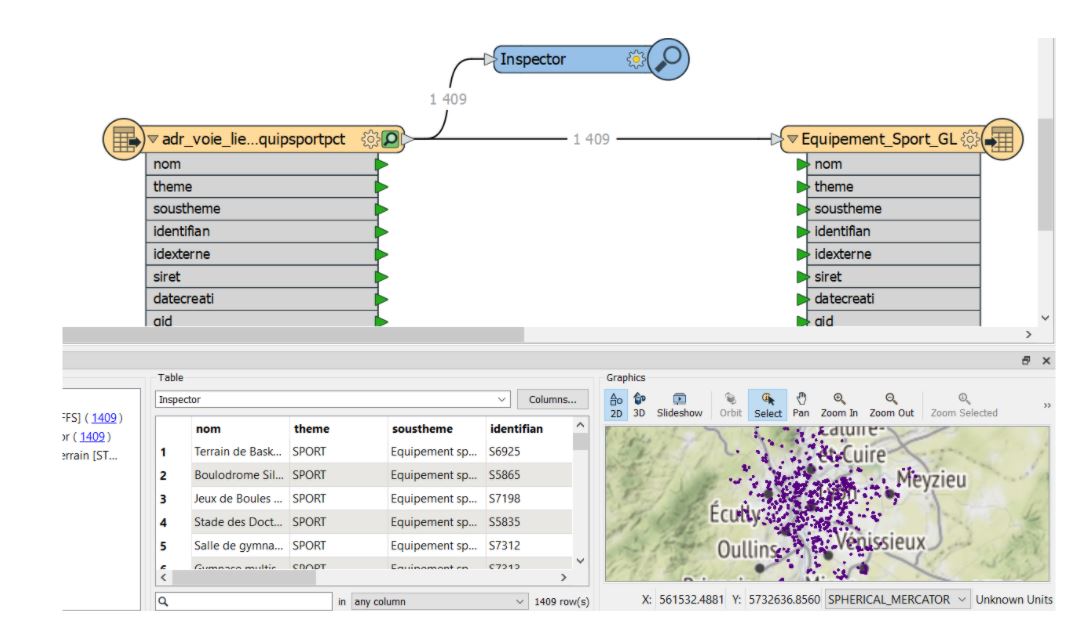 Inspector
1 409
adr_voie_lie...quipsportpct
1 409
Equipement_Sport_GL
nom
nom
theme
theme
soustheme
soustheme
identifian
identifian
idexterne
idexterne
siret
siret
datecreati
datecreati
gid
gid
Table
Graphics
Inspector
Columns...
2D 3D Slideshow Orbit Select Pan Zoom In Zoom Out Zoom Selected
FFS] (1409)
or (1409)
errain [ST...
nom theme soustheme identifian
1 Terrain de Bask... SPORT Equipement sp... S6925
2 Boulodrome Sil... SPORT Equipement sp... S5865
3 Jeux de Boules ... SPORT Equipement sp... S7198
4 Stade des Doct... SPORT Equipement sp... S5835
5 Salle de gymna... SPORT Equipement sp... S7312
6 Gymnase multis... SPORT Equipement sp...
et-Cuire
Meyzieu
Écully
Vénissieux
Oullins
in any column 1409 row(s)
X: 561532.4881 Y: 5732636.8560 SPHERICAL_MERCATOR Unknown Units